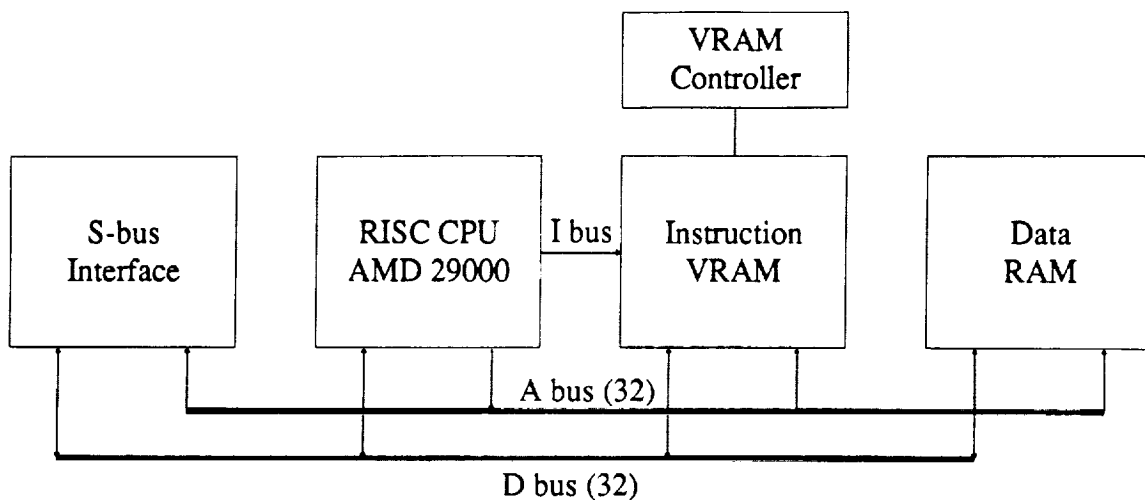 VRAM
Controller
S-bus
Interface
RISC CPU
AMD 29000
I bus
Instruction
VRAM
Data
RAM
A bus (32)
D bus (32)